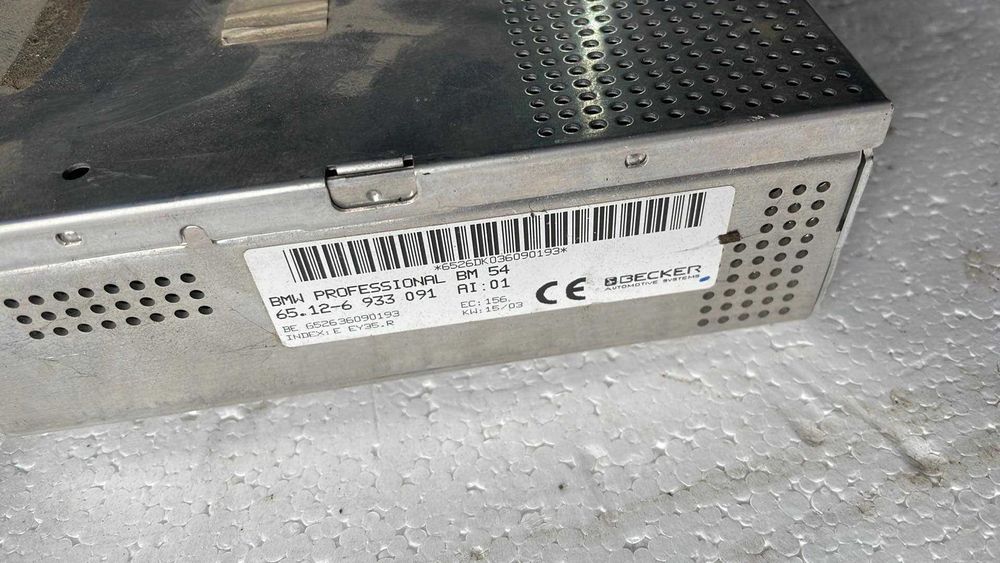 *6526DK036090193*
BMW PROFESSIONAL BM 54
65.12-6 933 091 AI:01
BE 652636090193 EC:156.
INDEX:E EY35.R KW:15/03
CE
BECKER
AUTOMOTIVE SYSTEMS